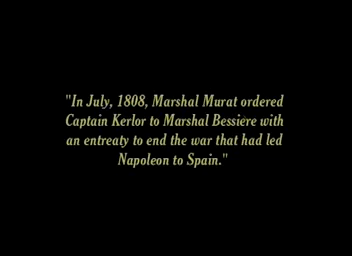 "In July, 1808, Marshal Murat ordered
Captain Kerlor to Marshal Bessière with
an entreaty to end the war that had led
Napoleon to Spain."